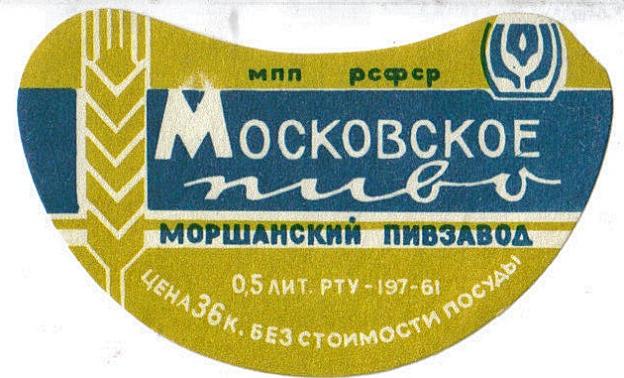 МПП РСФСР
МОСКОВСКОЕ
пиво
МОРШАНСКИЙ ПИВЗАВОД
0,5 ЛИТ. РТУ-197-61
ЦЕНА 36 К. БЕЗ СТОИМОСТИ ПОСУДЫ